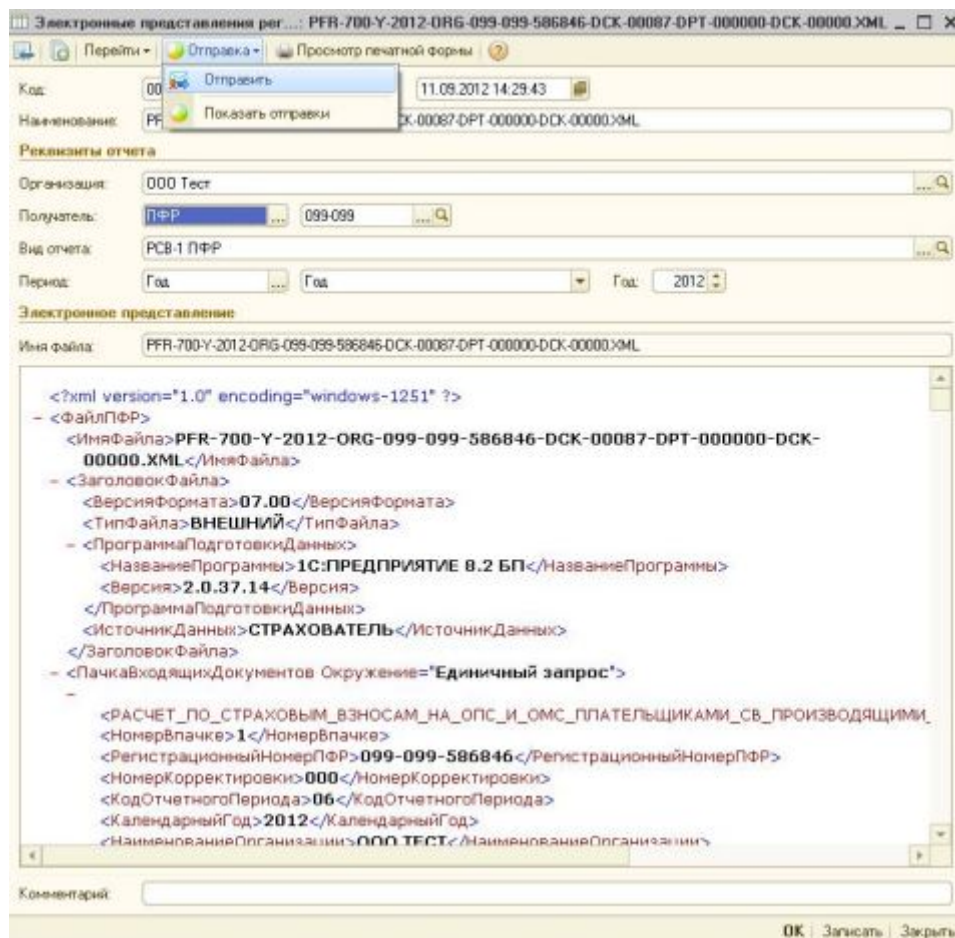 Электронные представления рег...: PFR-700-Y-2012-ORG-099-099-586846-DCK-00087-DPT-000000-DCK-00000.XML
Перейти Отправка Просмотр печатной формы
Отправить
Показать отправки
Код: 00 11.09.2012 14:29:43
Наименование: PF CK-00087-DPT-000000-DCK-00000.XML
Реквизиты отчета
Организация: ООО Тест
Получатель: ПФР ... 099-099 ...
Вид отчета: РСВ-1 ПФР ...
Период: Год ... Год Год: 2012
Электронное представление
Имя файла: PFR-700-Y-2012-ORG-099-099-586846-DCK-00087-DPT-000000-DCK-00000.XML
<?xml version="1.0" encoding="windows-1251" ?>
- <ФайлПФР>
<ИмяФайла>PFR-700-Y-2012-ORG-099-099-586846-DCK-00087-DPT-000000-DCK-
00000.XML</ИмяФайла>
- <ЗаголовокФайла>
<ВерсияФормата>07.00</ВерсияФормата>
<ТипФайла>ВНЕШНИЙ</ТипФайла>
- <ПрограммаПодготовкиДанных>
<НазваниеПрограммы>1С:ПРЕДПРИЯТИЕ 8.2 БП</НазваниеПрограммы>
<Версия>2.0.37.14</Версия>
</ПрограммаПодготовкиДанных>
<ИсточникДанных>СТРАХОВАТЕЛЬ</ИсточникДанных>
</ЗаголовокФайла>
- <ПачкаВходящихДокументов Окружение="Единичный запрос">
-
<РАСЧЕТ_ПО_СТРАХОВЫМ_ВЗНОСАМ_НА_ОПС_И_ОМС_ПЛАТЕЛЬЩИКАМИ_СВ_ПРОИЗВОДЯЩИМИ_
<НомерВпачке>1</НомерВпачке>
<РегистрационныйНомерПФР>099-099-586846</РегистрационныйНомерПФР>
<НомерКорректировки>000</НомерКорректировки>
<КодОтчетногоПериода>06</КодОтчетногоПериода>
<КалендарныйГод>2012</КалендарныйГод>
<НаименованиеОрганизации>ООО ТЕСТ</НаименованиеОрганизации>
Комментарий:
OK Записать Закрыть